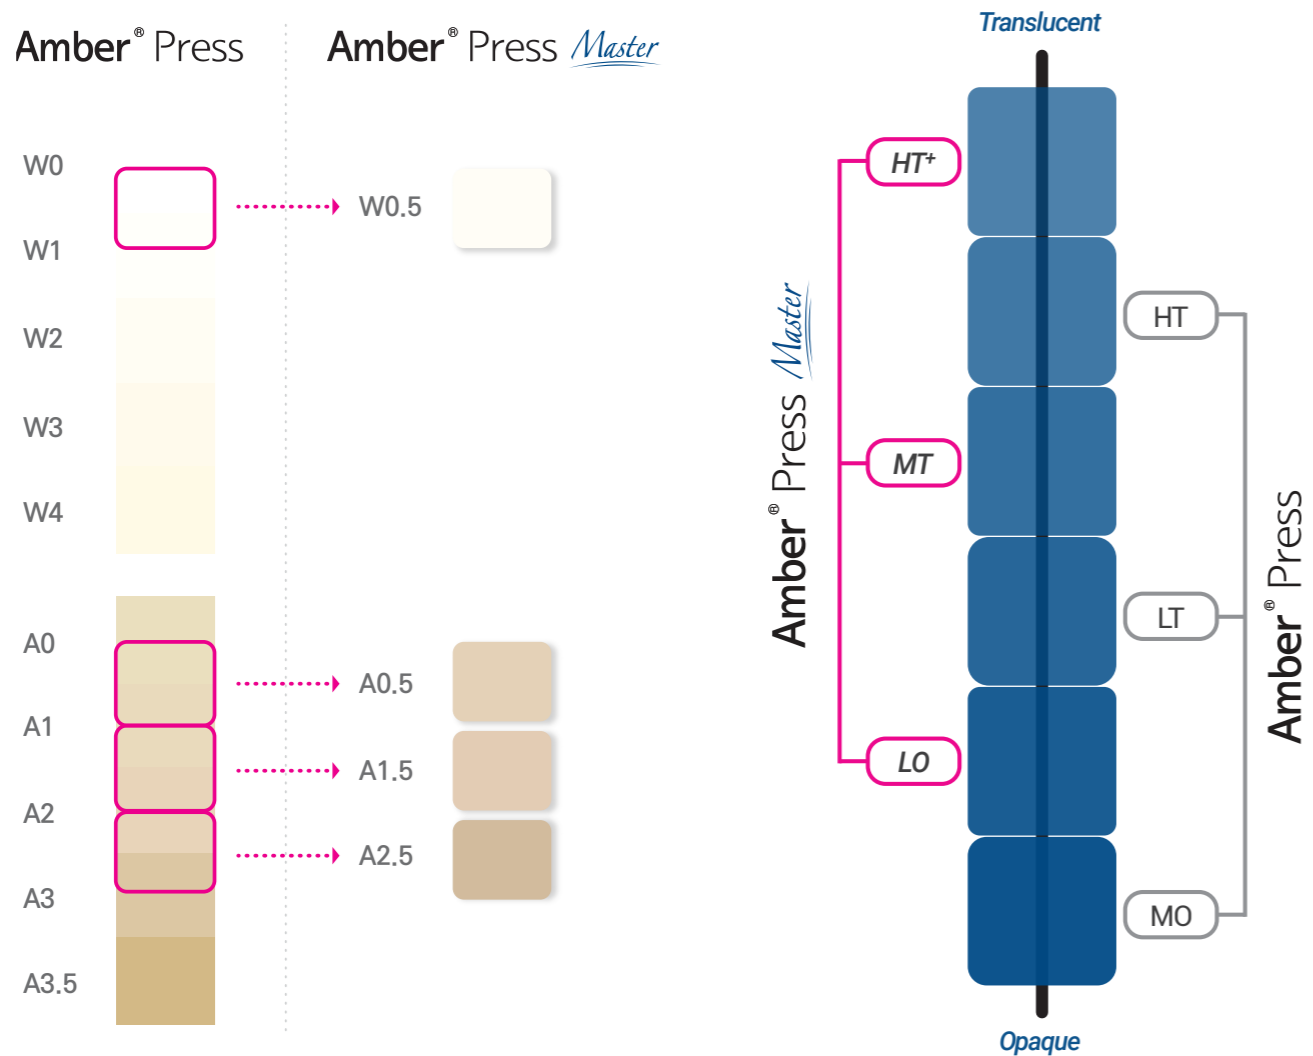 Amber® Press
Amber® Press Master
W0
W0.5
W1
W2
W3
W4
A0
A0.5
A1
A1.5
A2
A2.5
A3
A3.5
Translucent
HT+
HT
MT
LT
LO
MO
Opaque
Amber® Press Master
Amber® Press